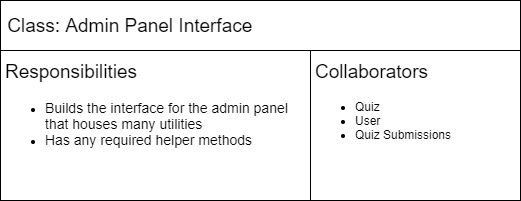 Class: Admin Panel Interface
Responsibilities
Builds the interface for the admin panel
that houses many utilities
Has any required helper methods
Collaborators
Quiz
User
Quiz Submissions